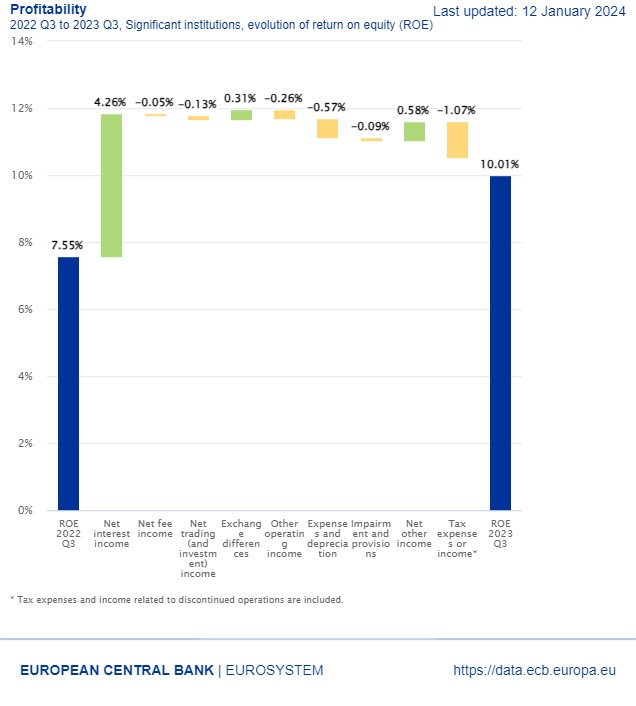 Profitability
Last updated: 12 January 2024
2022 Q3 to 2023 Q3, Significant institutions, evolution of return on equity (ROE)
14%
12%
10%
8%
6%
4%
2%
0%
7.55%
4.26%
−0.05%
−0.13%
0.31%
−0.26%
−0.57%
−0.09%
0.58%
−1.07%
10.01%
ROE
2022
Q3
Net
interest
income
Net fee
income
Net
trading
(and
investm
ent)
income
Exchang
e
differen
ces
Other
operatin
g
income
Expense
s and
deprecia
tion
Impairm
ent and
provisio
ns
Net
other
income
Tax
expense
s or
income*
ROE
2023
Q3
* Tax expenses and income related to discontinued operations are included.
EUROPEAN CENTRAL BANK | EUROSYSTEM
https://data.ecb.europa.eu